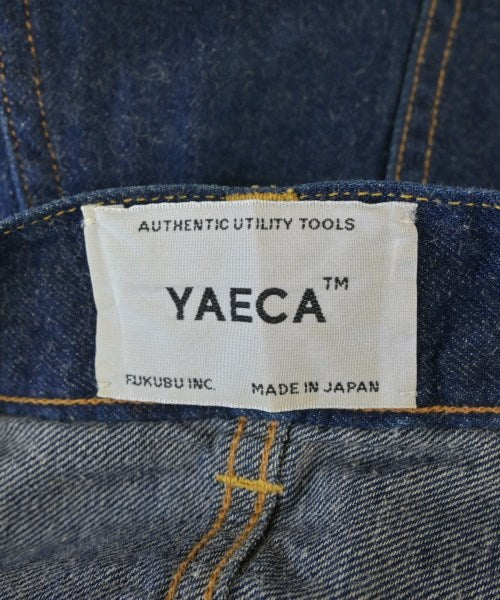 AUTHENTIC UTILITY TOOLS
YAECA™
FUKUBU INC. MADE IN JAPAN